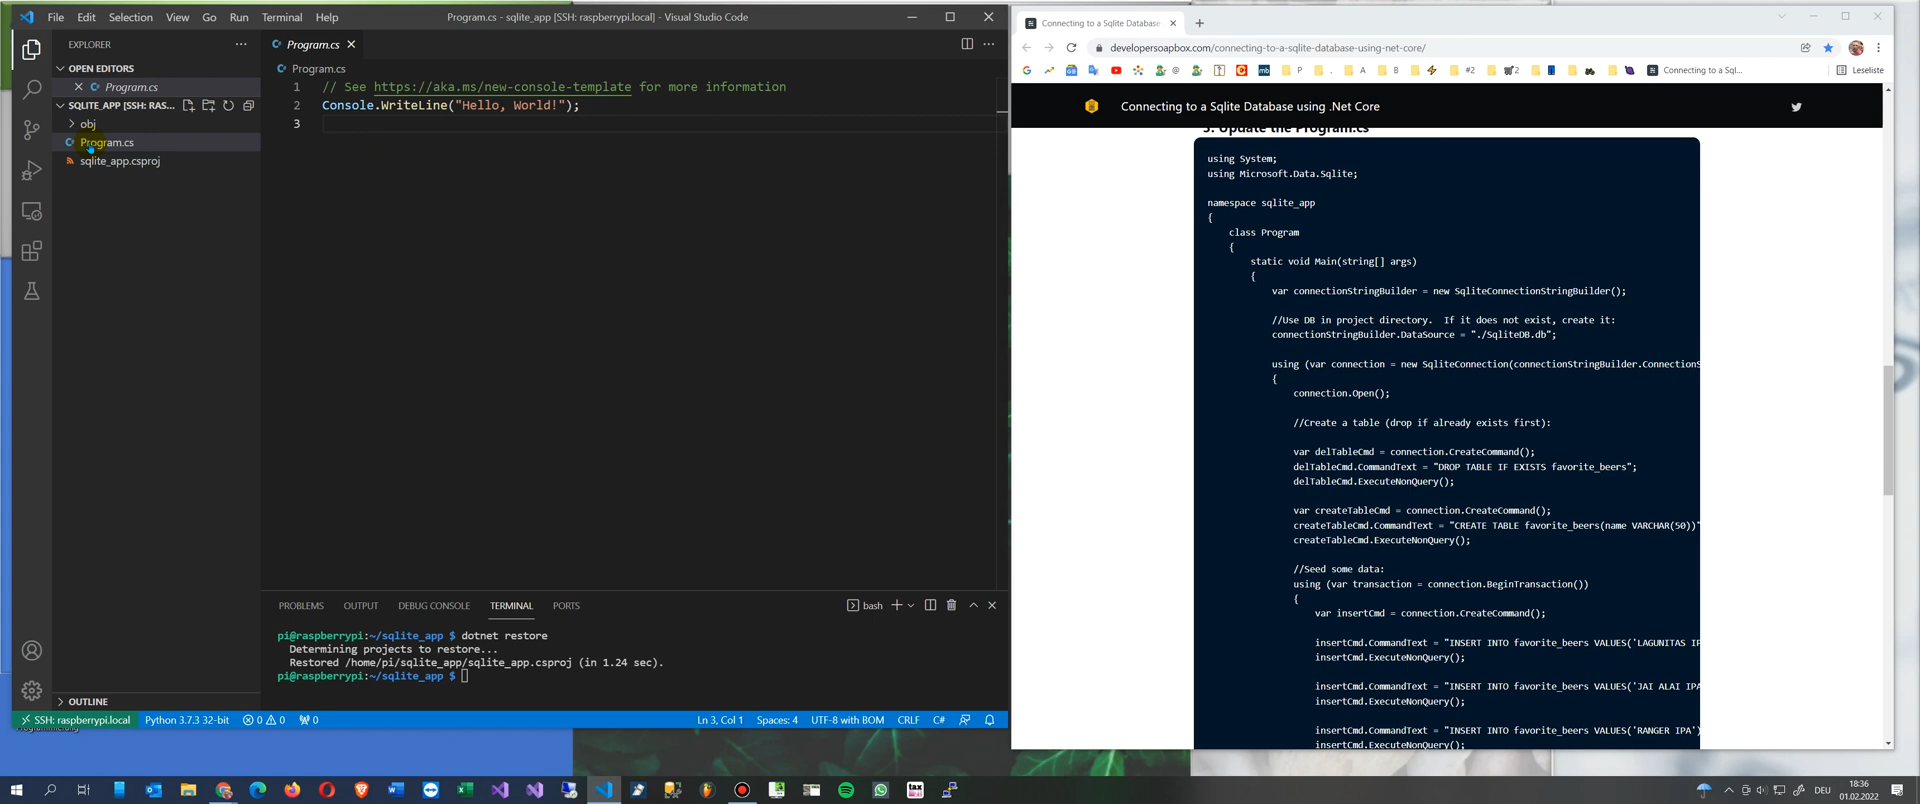 File Edit Selection View Go Run Terminal Help
Program.cs - sqlite_app [SSH: raspberrypi.local] - Visual Studio Code
EXPLORER
OPEN EDITORS
Program.cs
SQLITE_APP [SSH: RAS...
obj
Program.cs
sqlite_app.csproj
OUTLINE
Program.cs
Program.cs
1 // See https://aka.ms/new-console-template for more information
2 Console.WriteLine("Hello, World!");
3
PROBLEMS OUTPUT DEBUG CONSOLE TERMINAL PORTS
bash
pi@raspberrypi:~/sqlite_app $ dotnet restore
Determining projects to restore...
Restored /home/pi/sqlite_app/sqlite_app.csproj (in 1.24 sec).
pi@raspberrypi:~/sqlite_app $
SSH: raspberrypi.local Python 3.7.3 32-bit 0 0 0
Ln 3, Col 1 Spaces: 4 UTF-8 with BOM CRLF C#
Programmierung
Connecting to a Sqlite Database
developersoapbox.com/connecting-to-a-sqlite-database-using-net-core/
@ P . A B #2 2 Connecting to a Sql... Leseliste
Connecting to a Sqlite Database using .Net Core
5. Update the Program.cs
using System;
using Microsoft.Data.Sqlite;
namespace sqlite_app
{
class Program
{
static void Main(string[] args)
{
var connectionStringBuilder = new SqliteConnectionStringBuilder();
//Use DB in project directory.  If it does not exist, create it:
connectionStringBuilder.DataSource = "./SqliteDB.db";
using (var connection = new SqliteConnection(connectionStringBuilder.ConnectionS
{
connection.Open();
//Create a table (drop if already exists first):
var delTableCmd = connection.CreateCommand();
delTableCmd.CommandText = "DROP TABLE IF EXISTS favorite_beers";
delTableCmd.ExecuteNonQuery();
var createTableCmd = connection.CreateCommand();
createTableCmd.CommandText = "CREATE TABLE favorite_beers(name VARCHAR(50))"
createTableCmd.ExecuteNonQuery();
//Seed some data:
using (var transaction = connection.BeginTransaction())
{
var insertCmd = connection.CreateCommand();
insertCmd.CommandText = "INSERT INTO favorite_beers VALUES('LAGUNITAS IP
insertCmd.ExecuteNonQuery();
insertCmd.CommandText = "INSERT INTO favorite_beers VALUES('JAI ALAI IPA
insertCmd.ExecuteNonQuery();
insertCmd.CommandText = "INSERT INTO favorite_beers VALUES('RANGER IPA')
insertCmd.ExecuteNonQuery();
tax
DEU
18:36
01.02.2022